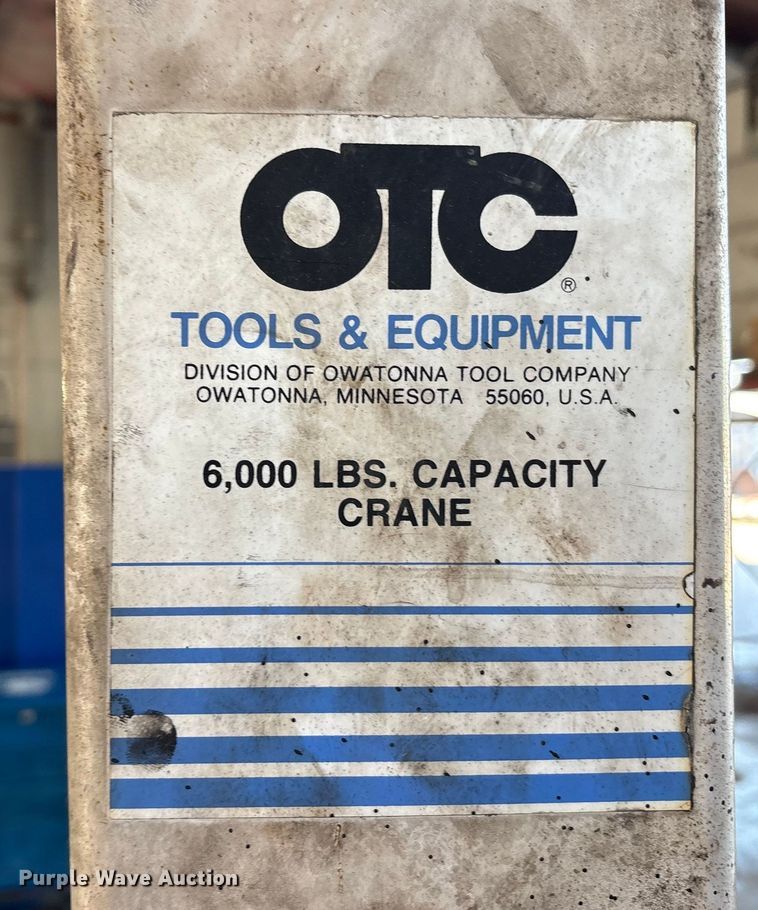 OTC
®
TOOLS & EQUIPMENT
DIVISION OF OWATONNA TOOL COMPANY
OWATONNA, MINNESOTA 55060, U.S.A.
6,000 LBS. CAPACITY
CRANE
Purple Wave Auction